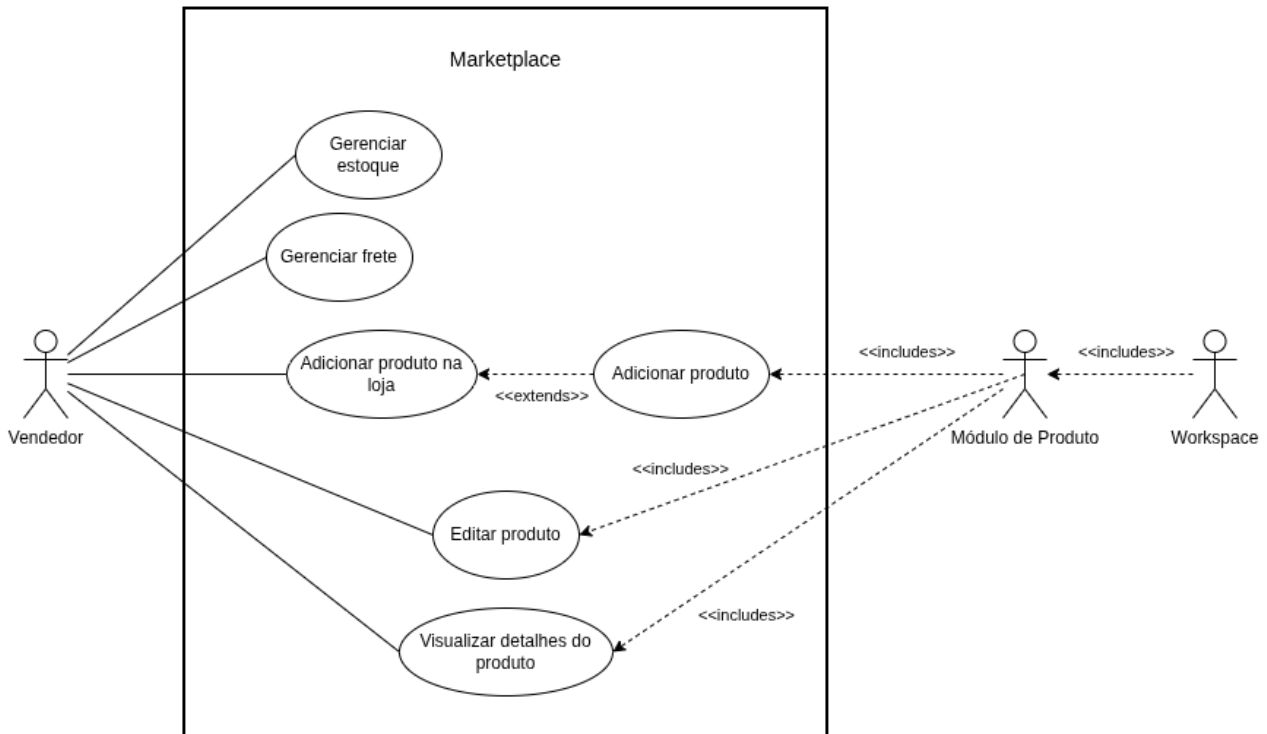 Marketplace
Gerenciar
estoque
Gerenciar frete
Adicionar produto na
loja
<<extends>>
Adicionar produto
<<includes>>
<<includes>>
Vendedor
Módulo de Produto
Workspace
<<includes>>
Editar produto
<<includes>>
Visualizar detalhes do
produto